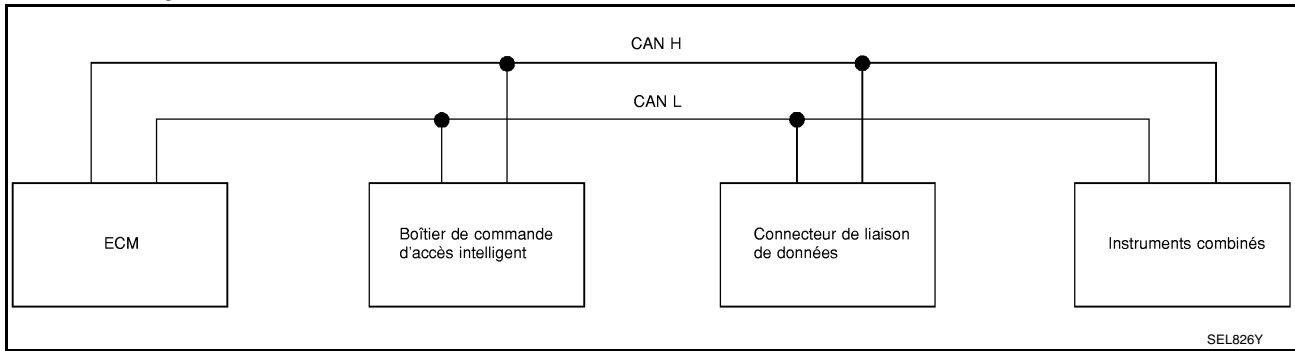 CAN H
CAN L
ECM
Boîtier de commande
d'accès intelligent
Connecteur de liaison
de données
Instruments combinés
SEL826Y